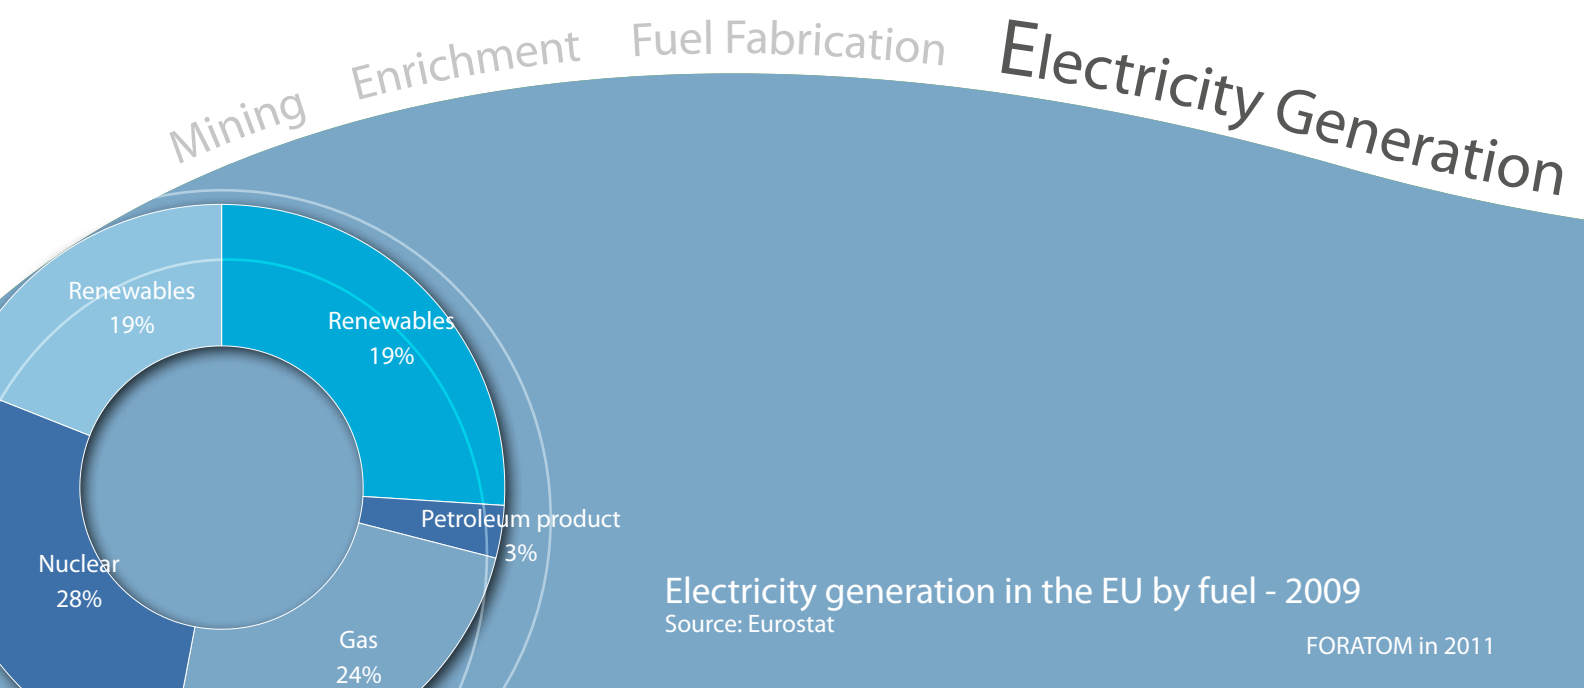 Mining
Enrichment
Fuel Fabrication
Electricity Generation
Renewables
19%
Renewables
19%
Petroleum product
3%
Nuclear
28%
Gas
24%
Electricity generation in the EU by fuel - 2009
Source: Eurostat
FORATOM in 2011